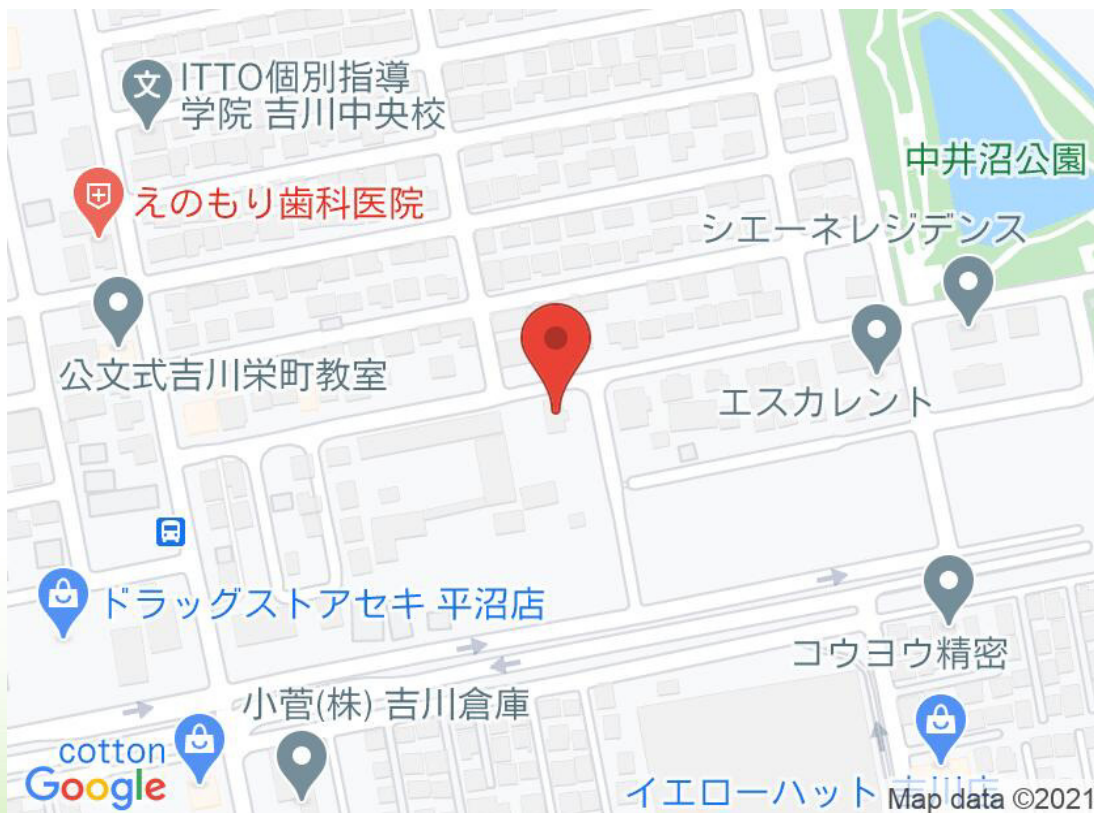 文
ITTO個別指導
学院 吉川中央校
中井沼公園
えのもり歯科医院
シエーネレジデンス
公文式吉川栄町教室
エスカレント
ドラッグストアセキ 平沼店
コウヨウ精密
小菅(株) 吉川倉庫
cotton
Google
イエローハット 吉川店
Map data ©2021